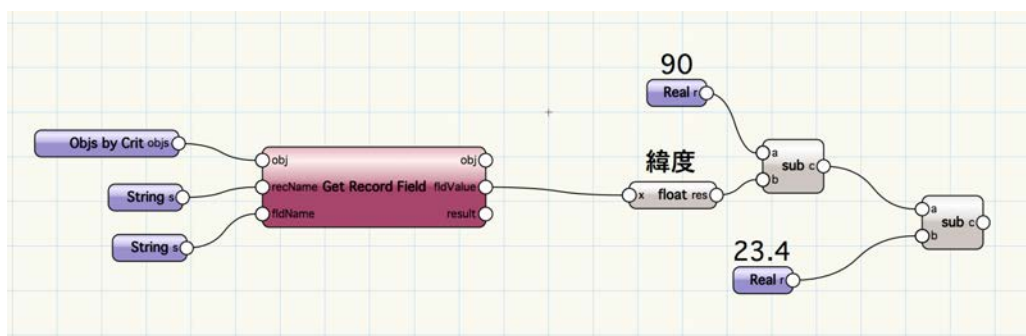 90
Real r
Objs by Crit objs
緯度
a
sub c
b
obj
obj
recName Get Record Field fldValue
x float res
String s
a
sub c
b
fldName
result
String s
23.4
Real r